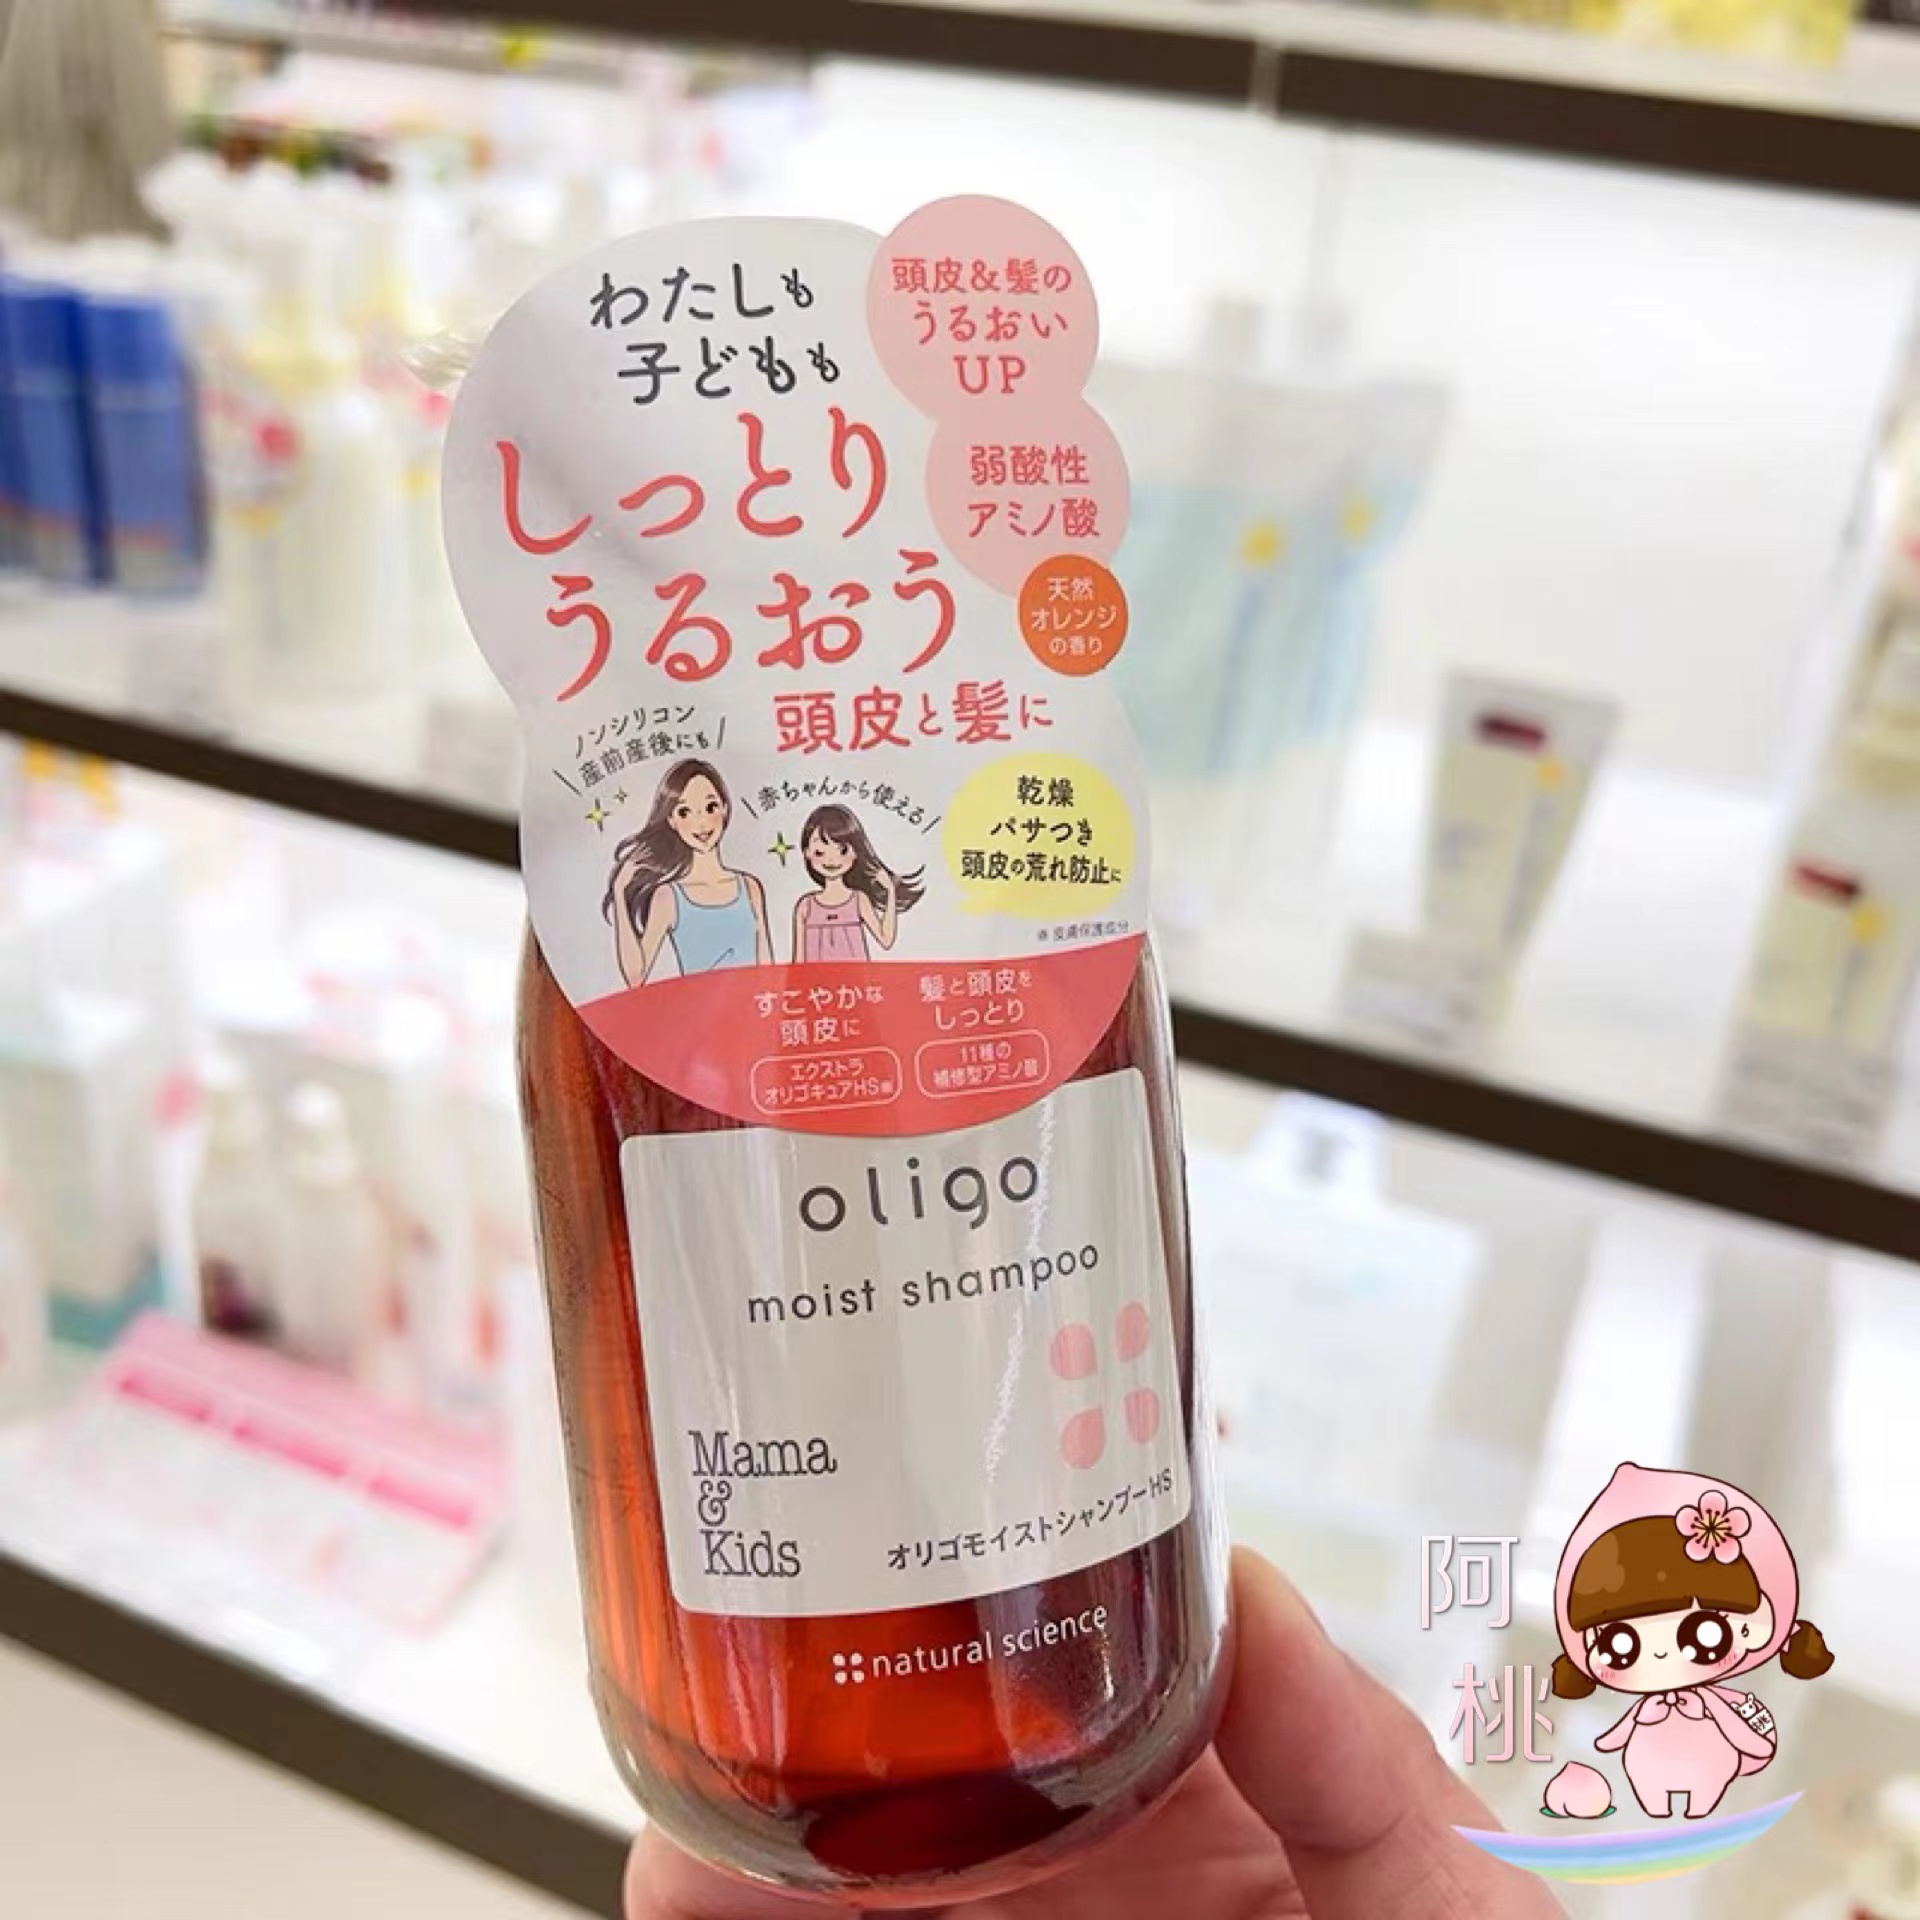 わたしも
子どもも
しっとり
うるおう
頭皮と髪に
頭皮&髪の
うるおい
UP
弱酸性
アミノ酸
天然
オレンジ
の香り
ノンシリコン
産前産後にも
赤ちゃんから使える
乾燥
パサつき
頭皮の荒れ防止に
※皮膚保護成分
すこやかな
頭皮に
エクストラ
オリゴキュアHS※
髪と頭皮を
しっとり
11種の
補修型アミノ酸
oligo
moist shampoo
Mama
&
Kids
オリゴモイストシャンプーHS
natural science
阿
桃